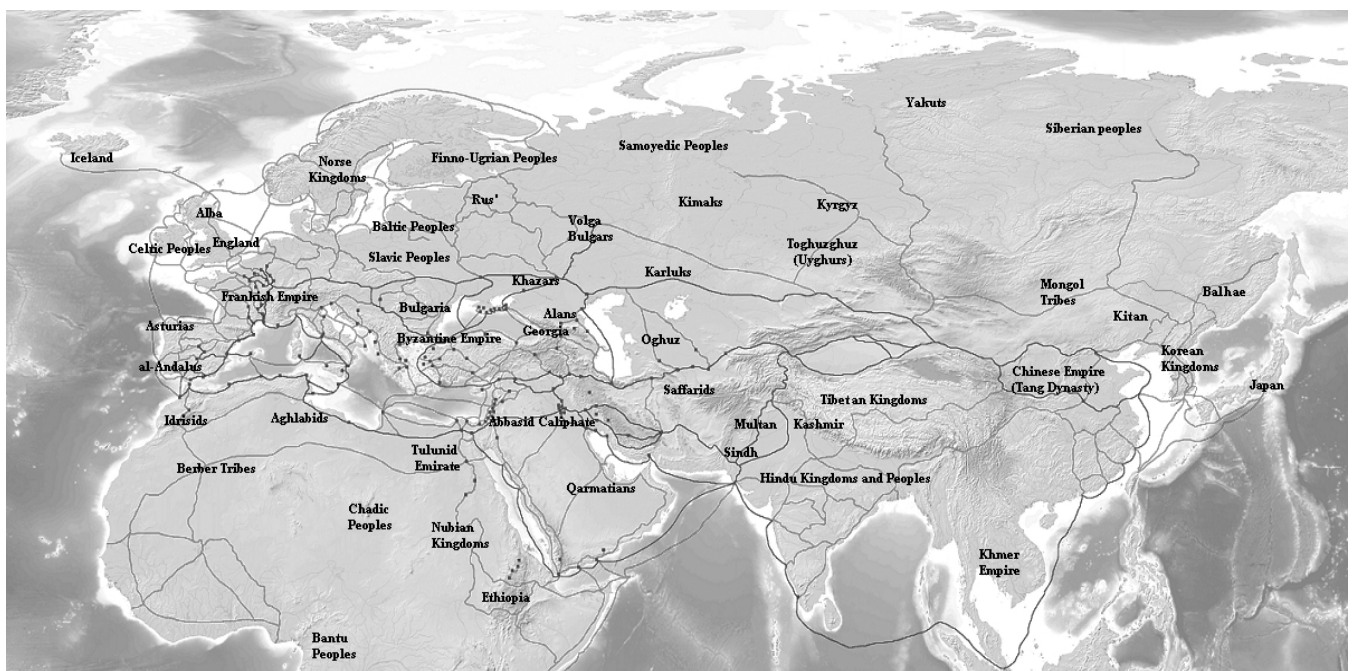 Yakuts
Siberian peoples
Iceland
Norse
Kingdoms
Finno-Ugrian Peoples
Samoyedic Peoples
Rus'
Kimaks
Kyrgyz
Alba
Baltic Peoples
Volga
Bulgars
Celtic Peoples
England
Toghuzghuz
(Uyghurs)
Slavic Peoples
Karluks
Khazars
Mongol
Tribes
Balhae
Frankish Empire
Bulgaria
Alans
Kitan
Asturias
Georgia
Byzantine Empire
Oghuz
Korean
Kingdoms
al-Andalus
Chinese Empire
(Tang Dynasty)
Japan
Saffarids
Tibetan Kingdoms
Idrisids
Aghlabids
Abbasid Caliphate
Multan
Kashmir
Tulunid
Emirate
Sindh
Berber Tribes
Hindu Kingdoms and Peoples
Qarmatians
Chadic
Peoples
Nubian
Kingdoms
Khmer
Empire
Ethiopia
Bantu
Peoples